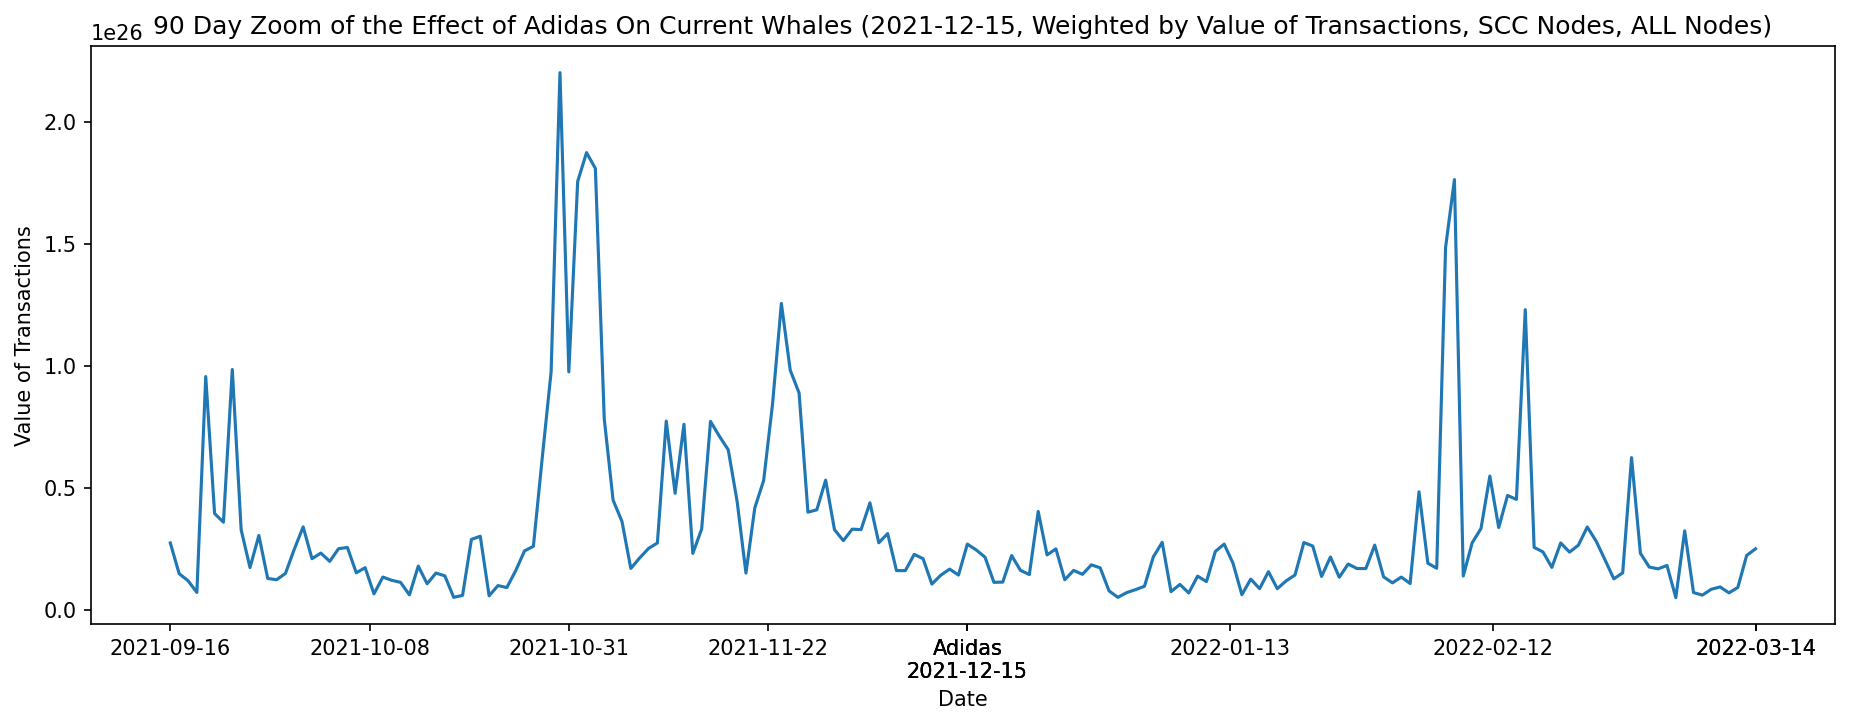 1e26
90 Day Zoom of the Effect of Adidas On Current Whales (2021-12-15, Weighted by Value of Transactions, SCC Nodes, ALL Nodes)
Value of Transactions
2.0
1.5
1.0
0.5
0.0
2021-09-16 2021-10-08 2021-10-31 2021-11-22 Adidas 2022-01-13 2022-02-12 2022-03-14
2021-12-15
Date